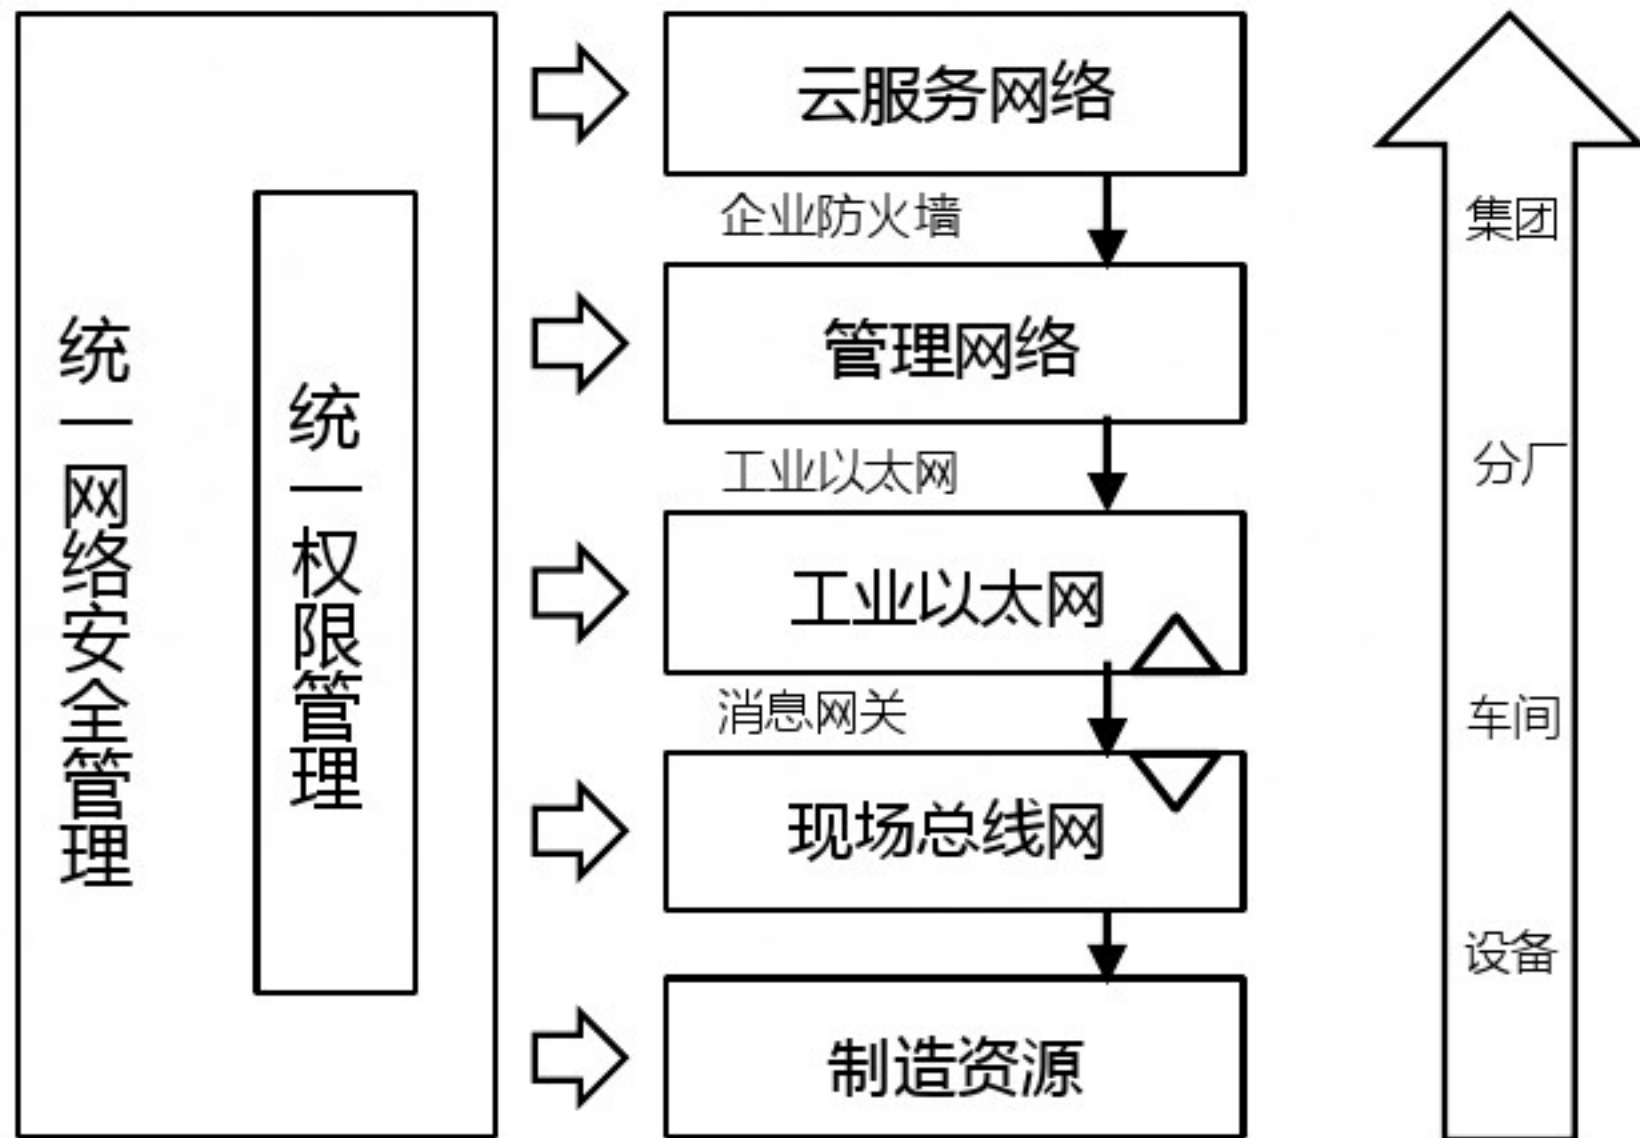 统一网络安全管理
统一权限管理
云服务网络
企业防火墙
管理网络
工业以太网
工业以太网
消息网关
现场总线网
制造资源
集团
分厂
车间
设备